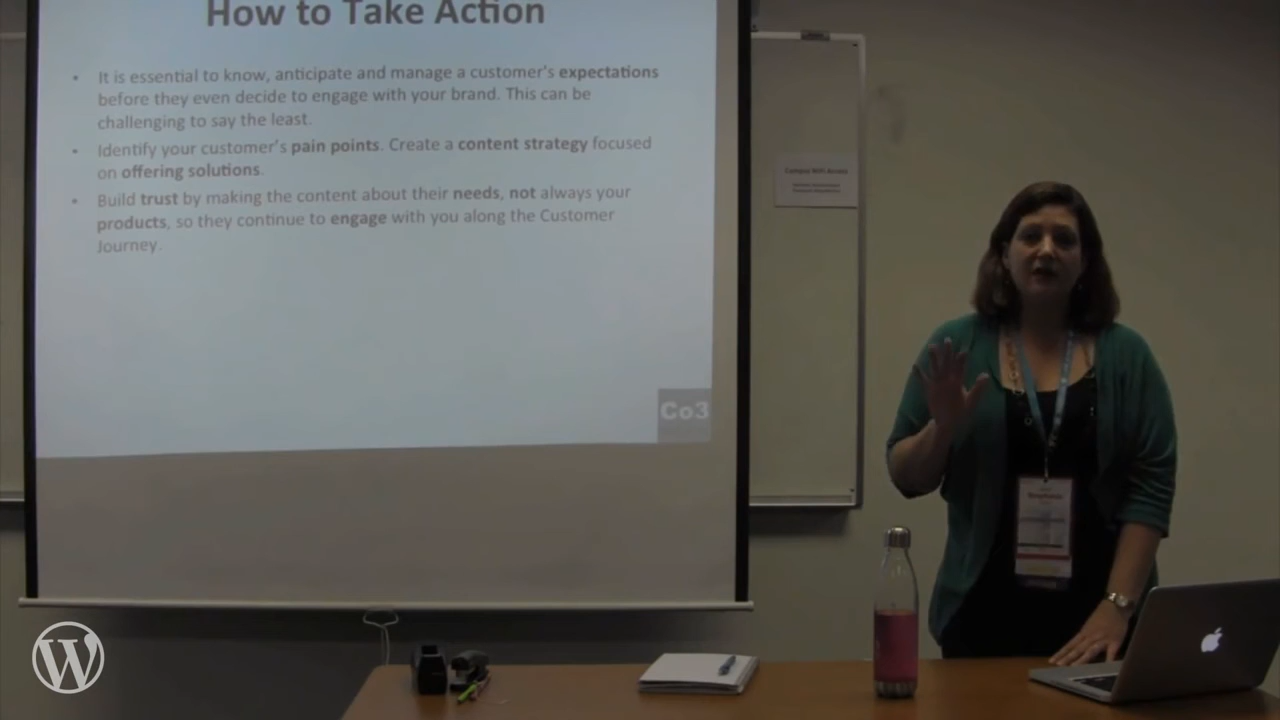 How to Take Action
• It is essential to know, anticipate and manage a customer's expectations
before they even decide to engage with your brand. This can be
challenging to say the least.
• Identify your customer's pain points. Create a content strategy focused
on offering solutions.
• Build trust by making the content about their needs, not always your
products, so they continue to engage with you along the Customer
Journey.
Co3
Campus WiFi Access
W